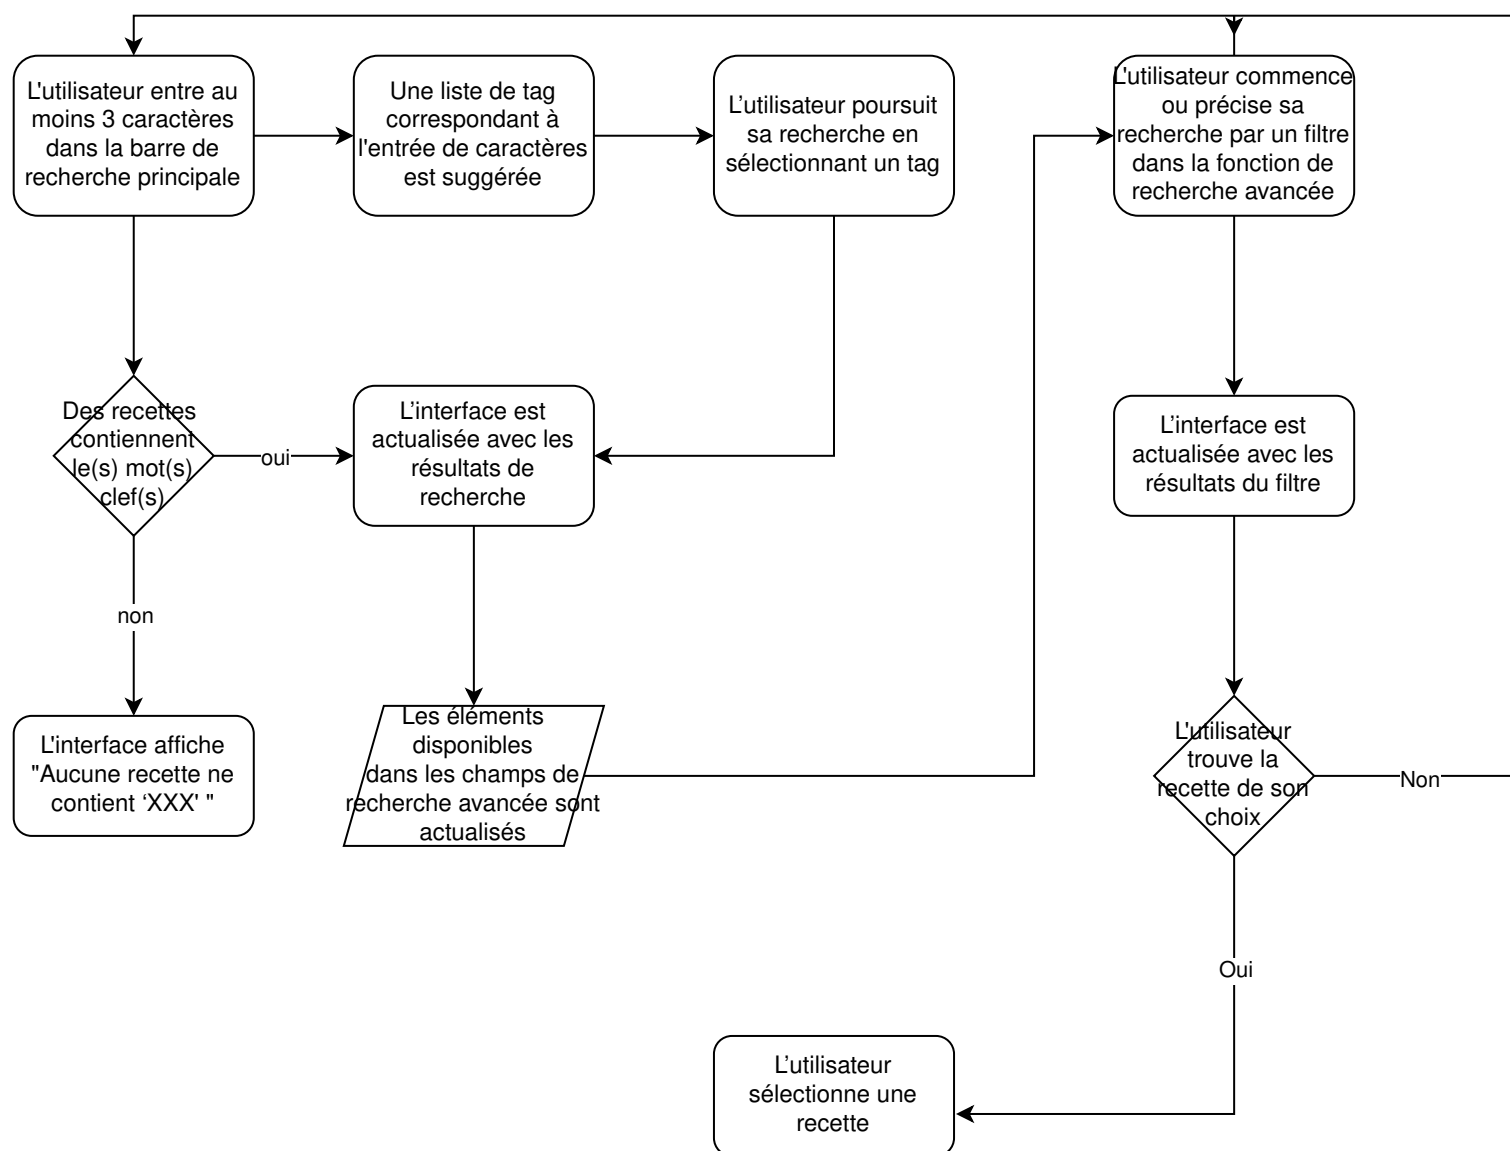 L'utilisateur entre au
moins 3 caractères
dans la barre de
recherche principale
Une liste de tag
correspondant à
l'entrée de caractères
est suggérée
L’utilisateur poursuit
sa recherche en
sélectionnant un tag
L'utilisateur commence
ou précise sa
recherche par un filtre
dans la fonction de
recherche avancée
Des recettes
contiennent
le(s) mot(s)
clef(s)
oui
L’interface est
actualisée avec les
résultats de
recherche
L’interface est
actualisée avec les
résultats du filtre
non
L'interface affiche
"Aucune recette ne
contient ‘XXX’ "
Les éléments
disponibles
dans les champs de
recherche avancée sont
actualisés
L'utilisateur
trouve la
recette de son
choix
Non
Oui
L’utilisateur
sélectionne une
recette